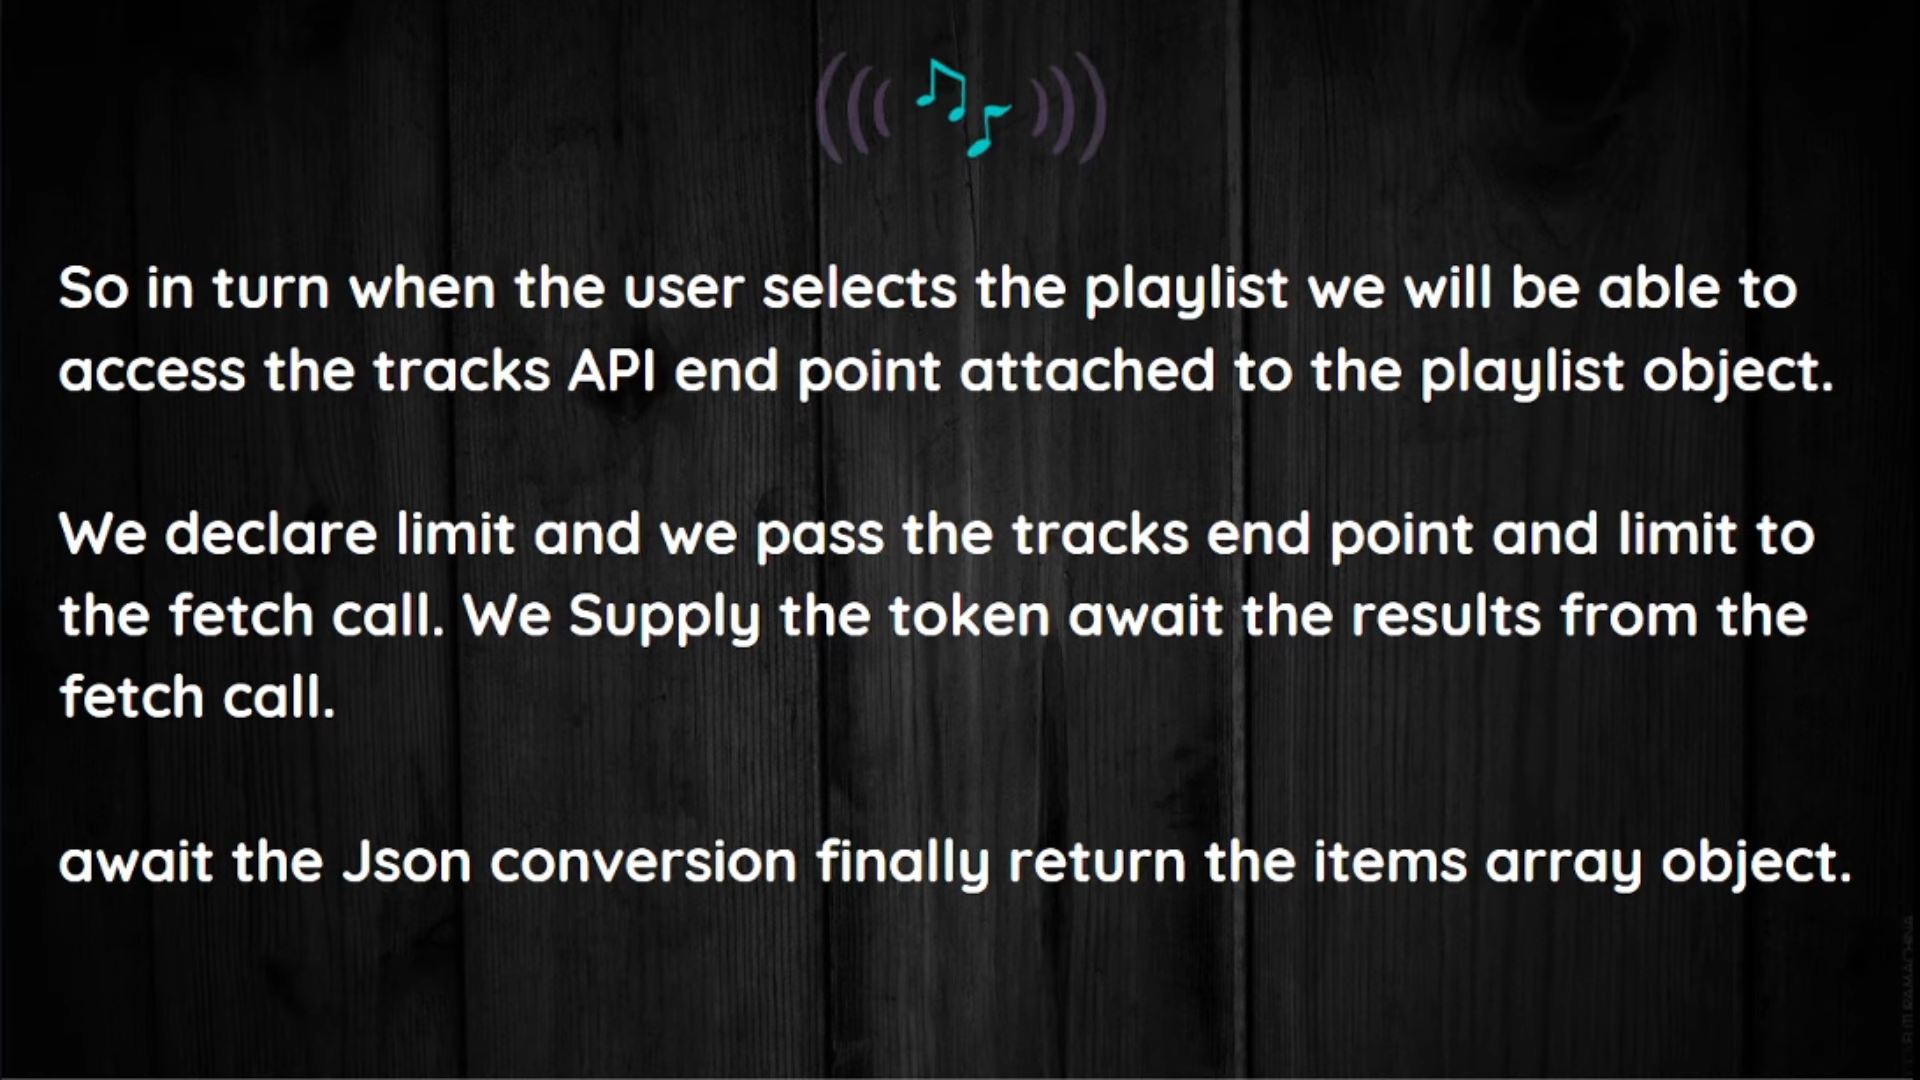 So in turn when the user selects the playlist we will be able to
access the tracks API end point attached to the playlist object.
We declare limit and we pass the tracks end point and limit to
the fetch call. We Supply the token await the results from the
fetch call.
await the Json conversion finally return the items array object.